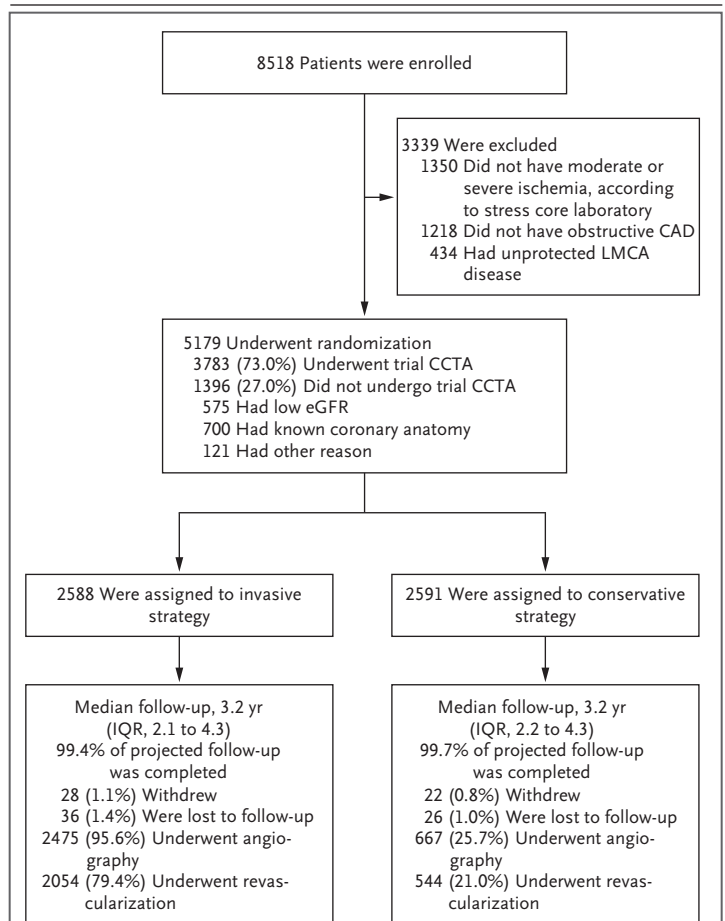 8518 Patients were enrolled
3339 Were excluded
1350 Did not have moderate or
severe ischemia, according
to stress core laboratory
1218 Did not have obstructive CAD
434 Had unprotected LMCA
disease
5179 Underwent randomization
3783 (73.0%) Underwent trial CCTA
1396 (27.0%) Did not undergo trial CCTA
575 Had low eGFR
700 Had known coronary anatomy
121 Had other reason
2588 Were assigned to invasive
strategy
2591 Were assigned to conservative
strategy
Median follow-up, 3.2 yr
(IQR, 2.1 to 4.3)
99.4% of projected follow-up
was completed
28 (1.1%) Withdrew
36 (1.4%) Were lost to follow-up
2475 (95.6%) Underwent angio-
graphy
2054 (79.4%) Underwent revas-
cularization
Median follow-up, 3.2 yr
(IQR, 2.2 to 4.3)
99.7% of projected follow-up
was completed
22 (0.8%) Withdrew
26 (1.0%) Were lost to follow-up
667 (25.7%) Underwent angio-
graphy
544 (21.0%) Underwent revas-
cularization